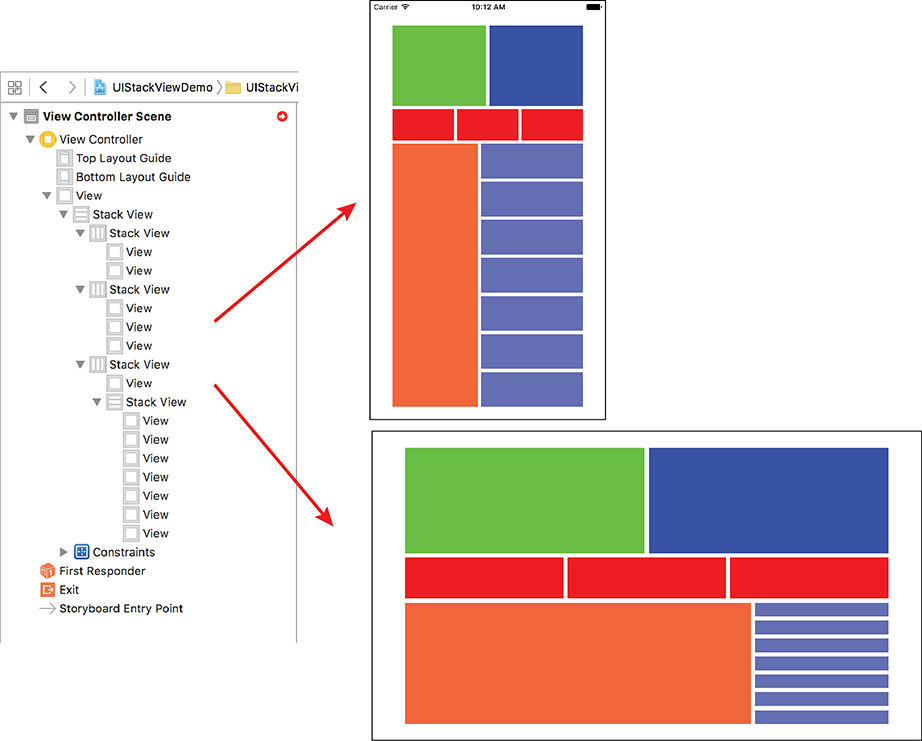 Carrier 10:12 AM
UIStackViewDemo UIStackVi
View Controller Scene
View Controller
Top Layout Guide
Bottom Layout Guide
View
Stack View
Stack View
View
View
Stack View
View
View
View
Stack View
View
Stack View
View
View
View
View
View
View
View
Constraints
First Responder
Exit
Storyboard Entry Point